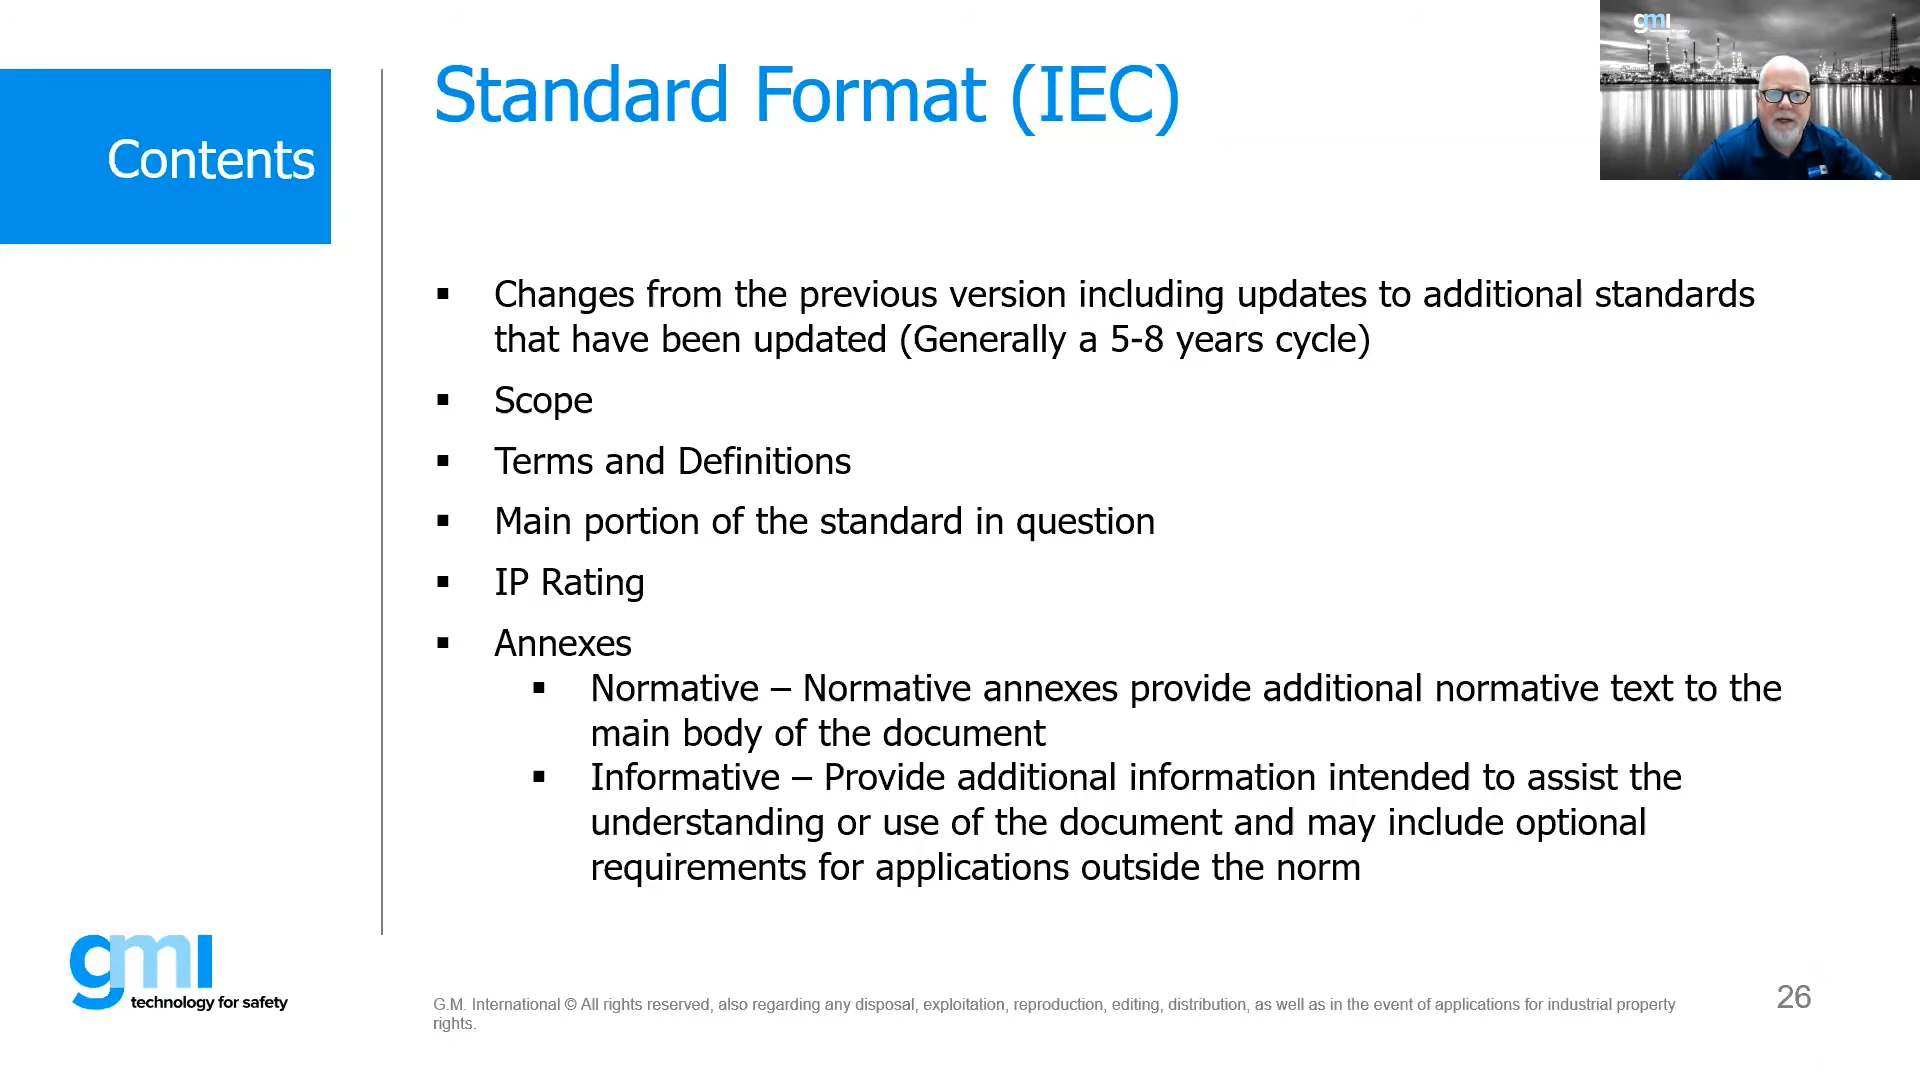 Standard Format (IEC)
Contents
▪ Changes from the previous version including updates to additional standards
that have been updated (Generally a 5-8 years cycle)
▪ Scope
▪ Terms and Definitions
▪ Main portion of the standard in question
▪ IP Rating
▪ Annexes
▪ Normative – Normative annexes provide additional normative text to the
main body of the document
▪ Informative – Provide additional information intended to assist the
understanding or use of the document and may include optional
requirements for applications outside the norm
gmi
technology for safety
G.M. International © All rights reserved, also regarding any disposal, exploitation, reproduction, editing, distribution, as well as in the event of applications for industrial property
rights.
26
gmi